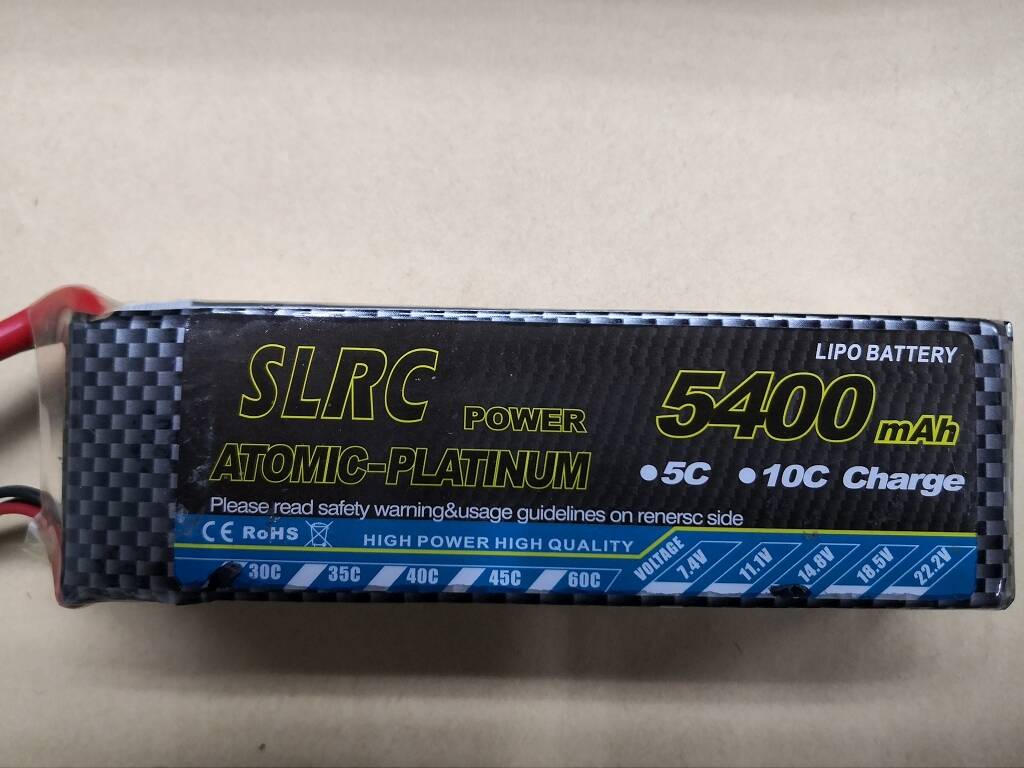 LIPO BATTERY
SLRC POWER
5400 mAh
ATOMIC-PLATINUM
•5C •10C Charge
Please read safety warning&usage guidelines on renersc side
CE RoHS HIGH POWER HIGH QUALITY
30C 35C 40C 45C 60C
VOLTAGE 7.4V 11.1V 14.8V 18.5V 22.2V